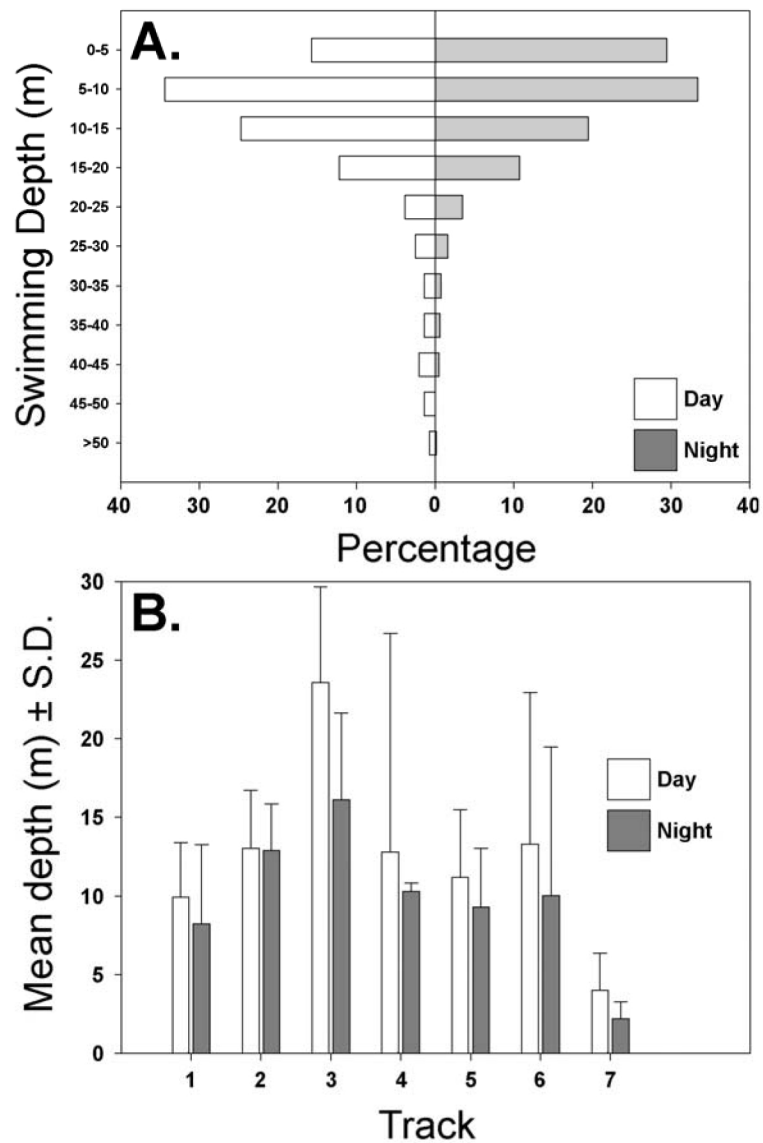 A.
Swimming Depth (m)
0-5
5-10
10-15
15-20
20-25
25-30
30-35
35-40
40-45
45-50
>50
Day
Night
40 30 20 10 0 10 20 30 40
Percentage
B.
Mean depth (m) ± S.D.
30
25
20
15
10
5
0
Day
Night
1 2 3 4 5 6 7
Track